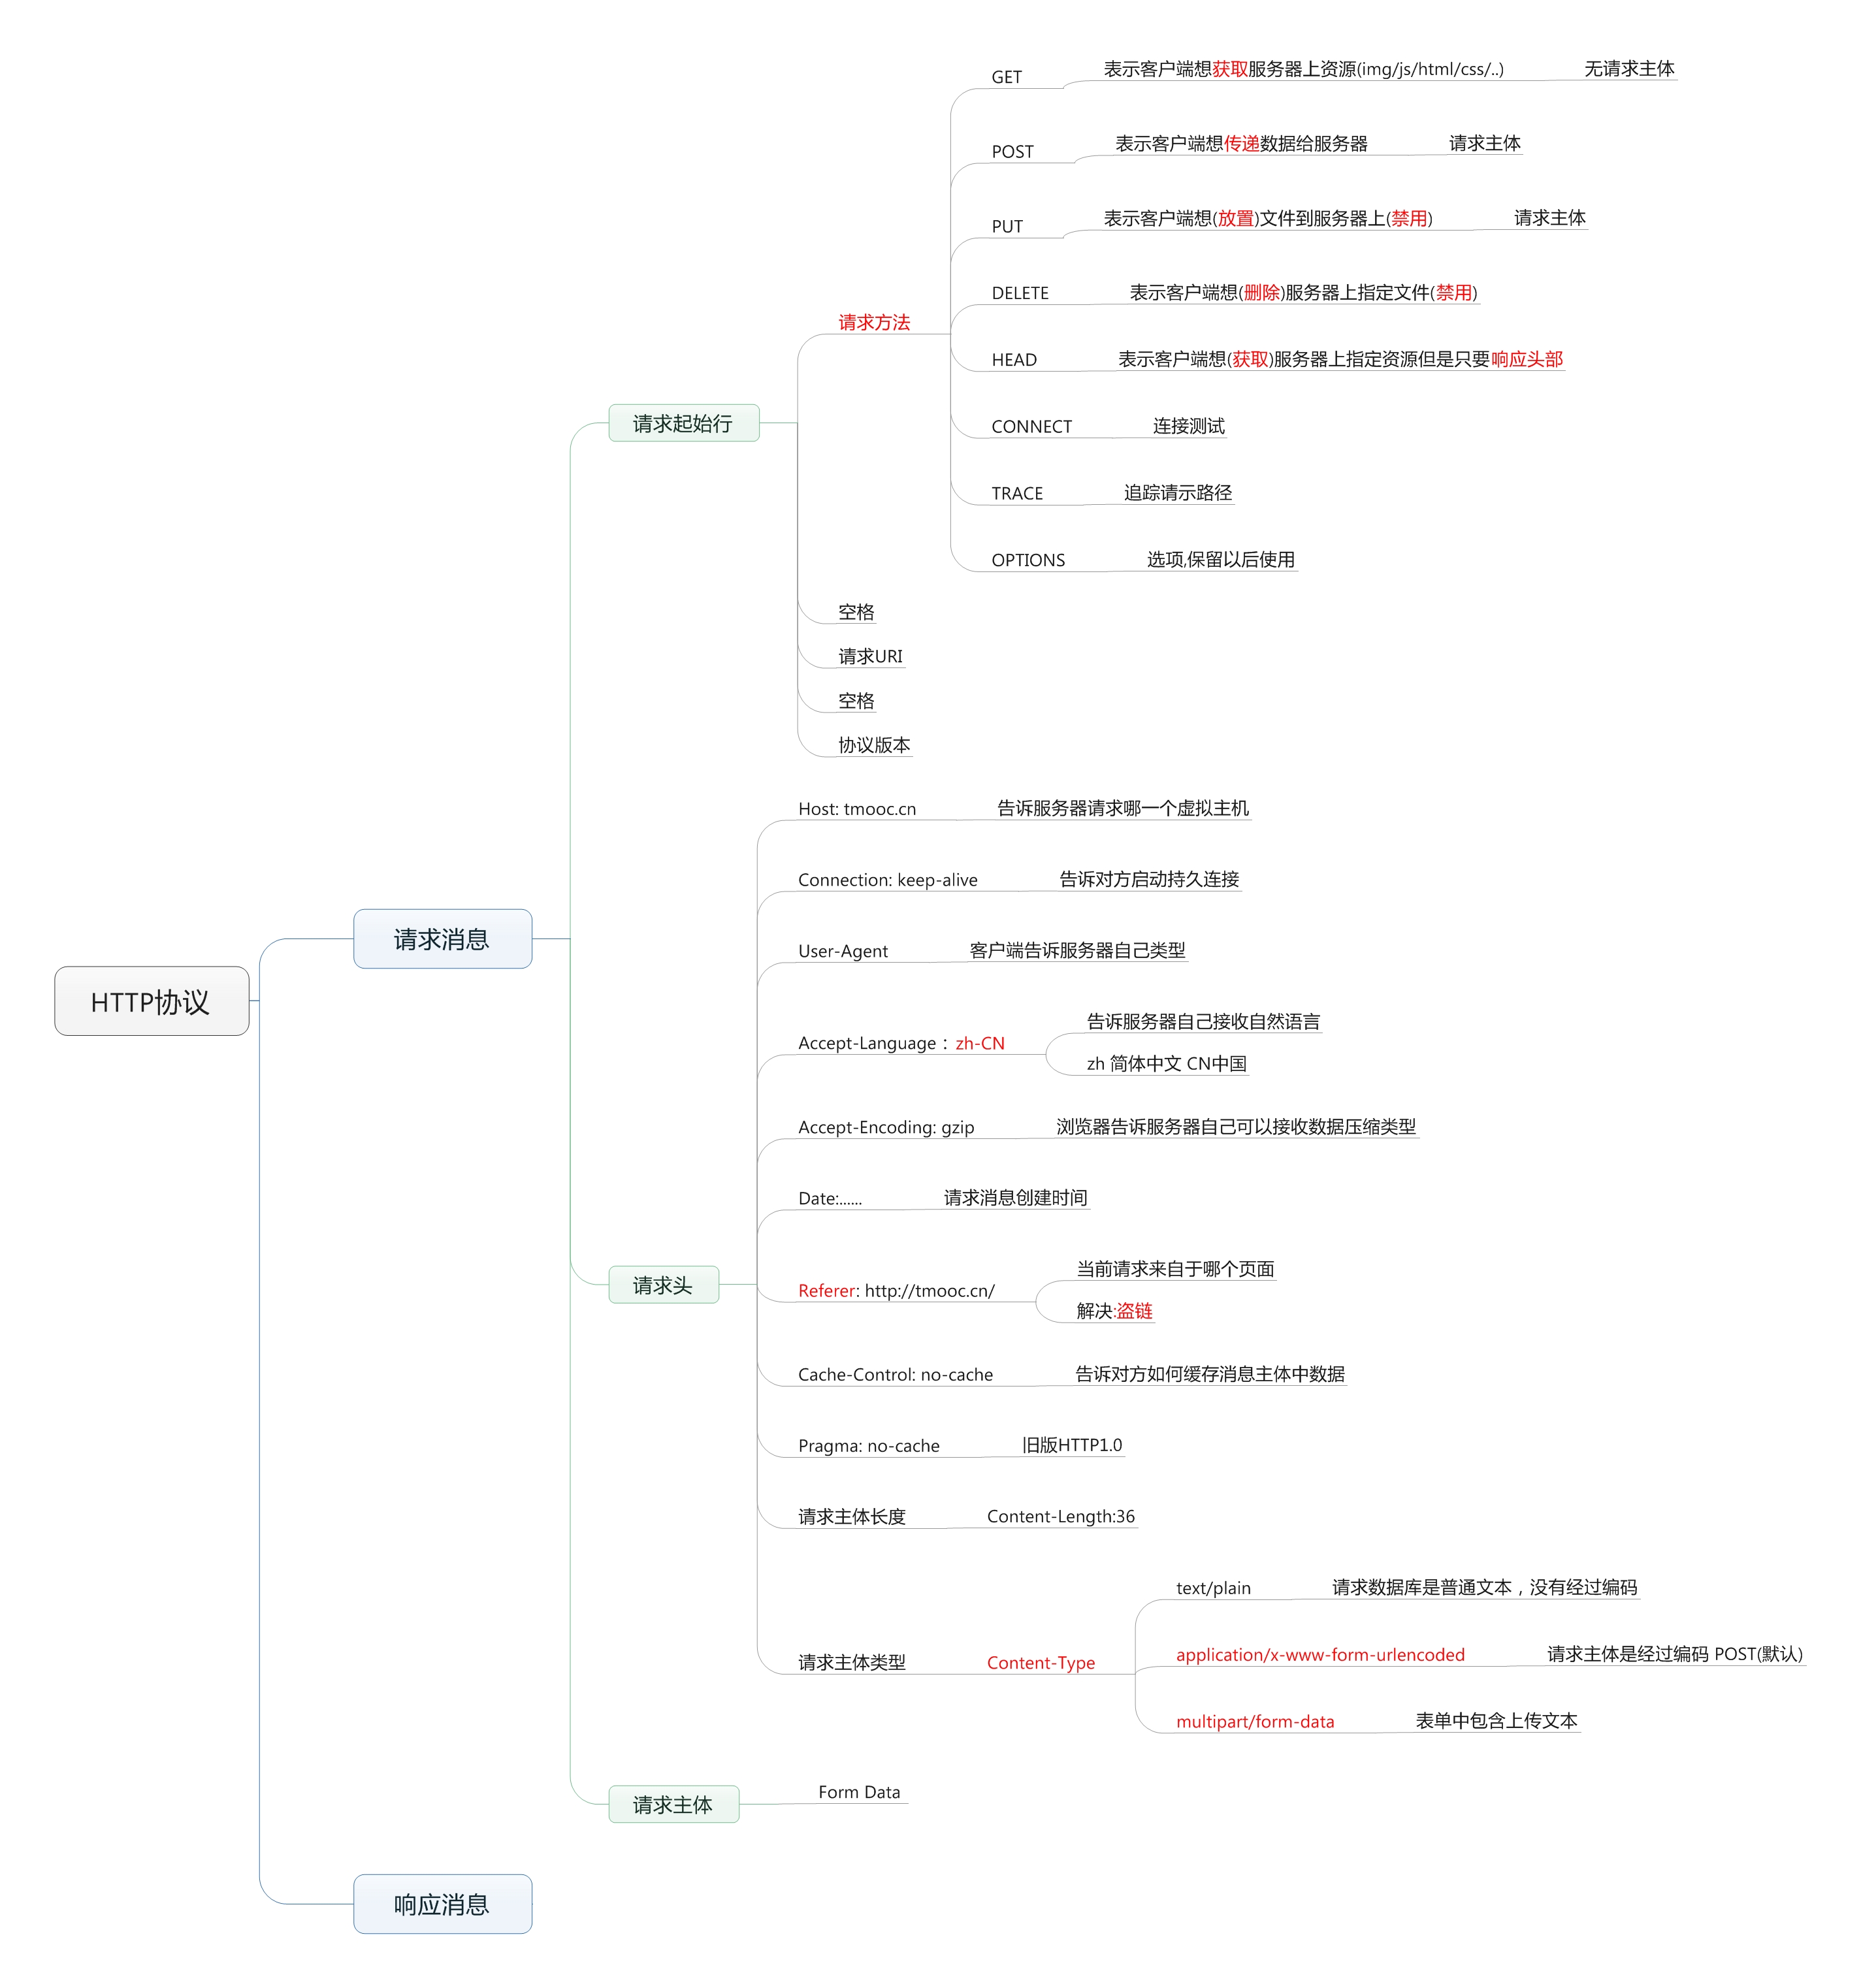 HTTP协议
请求消息
请求起始行
请求方法
GET 表示客户端想获取服务器上资源(img/js/html/css/..) 无请求主体
POST 表示客户端想传递数据给服务器 请求主体
PUT 表示客户端想(放置)文件到服务器上(禁用) 请求主体
DELETE 表示客户端想(删除)服务器上指定文件(禁用)
HEAD 表示客户端想(获取)服务器上指定资源但是只要响应头部
CONNECT 连接测试
TRACE 追踪请示路径
OPTIONS 选项,保留以后使用
空格
请求URI
空格
协议版本
请求头
Host: tmooc.cn 告诉服务器请求哪一个虚拟主机
Connection: keep-alive 告诉对方启动持久连接
User-Agent 客户端告诉服务器自己类型
Accept-Language：zh-CN
告诉服务器自己接收自然语言
zh 简体中文 CN中国
Accept-Encoding: gzip 浏览器告诉服务器自己可以接收数据压缩类型
Date:...... 请求消息创建时间
Referer: http://tmooc.cn/
当前请求来自于哪个页面
解决:盗链
Cache-Control: no-cache 告诉对方如何缓存消息主体中数据
Pragma: no-cache 旧版HTTP1.0
请求主体长度 Content-Length:36
请求主体类型 Content-Type
text/plain 请求数据库是普通文本，没有经过编码
application/x-www-form-urlencoded 请求主体是经过编码 POST(默认)
multipart/form-data 表单中包含上传文本
请求主体 Form Data
响应消息